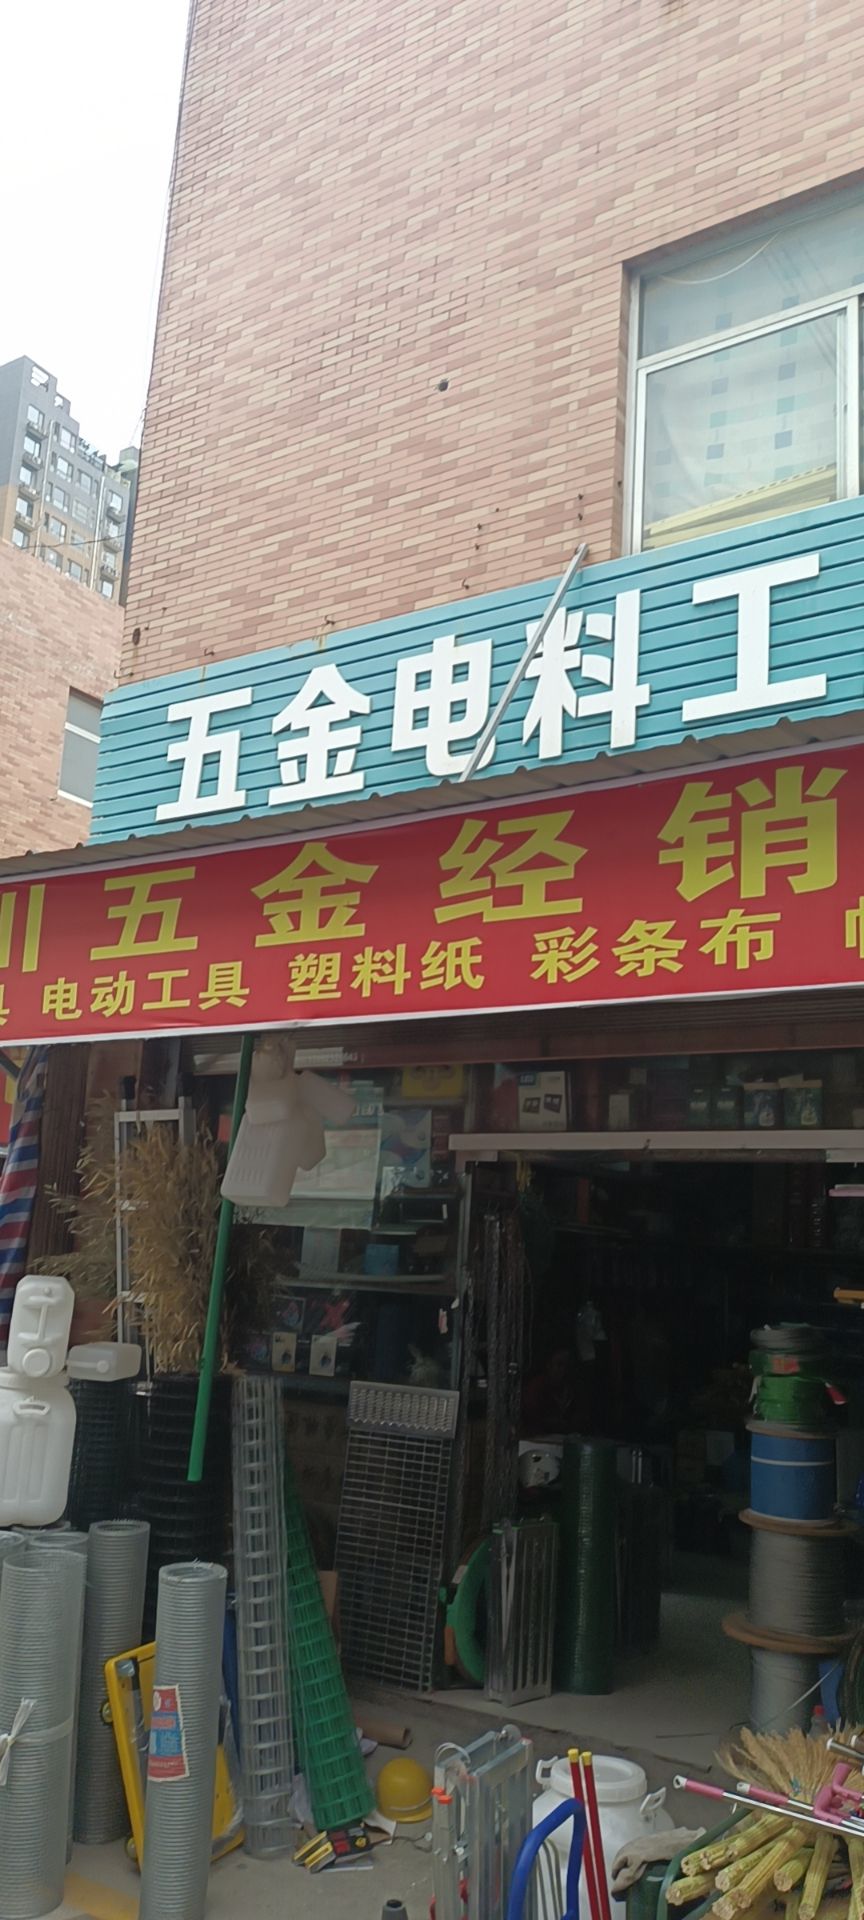 五金电料工
川五金经销
具 电动工具 塑料纸 彩条布